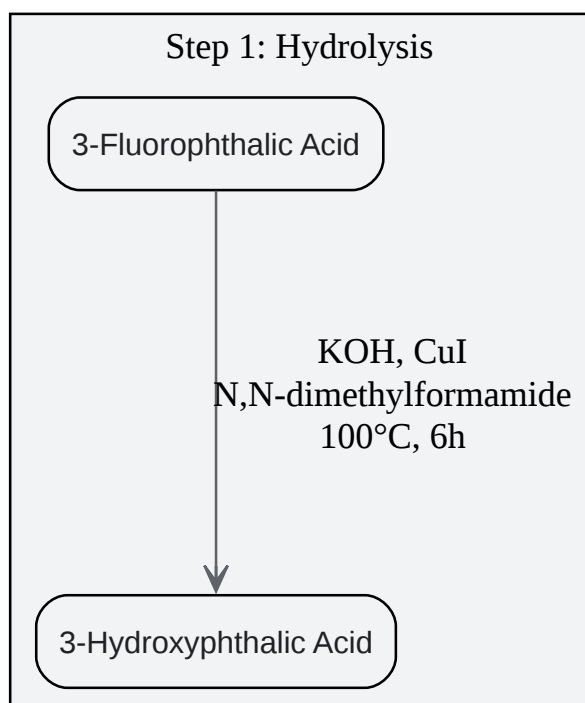 Step 1: Hydrolysis
3-Fluorophthalic Acid
KOH, CuI
N,N-dimethylformamide
100°C, 6h
3-Hydroxyphthalic Acid